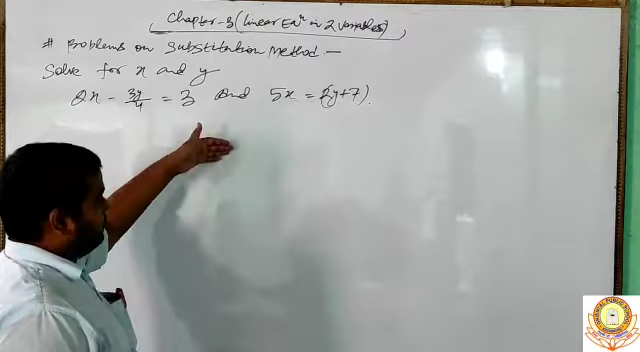 Chapter-3 (linear Eqⁿ in 2 variables)
# Problems on Substitution Method —
Solve for x and y
2x - 3y/4 = 3 and 5x = (2y+7).